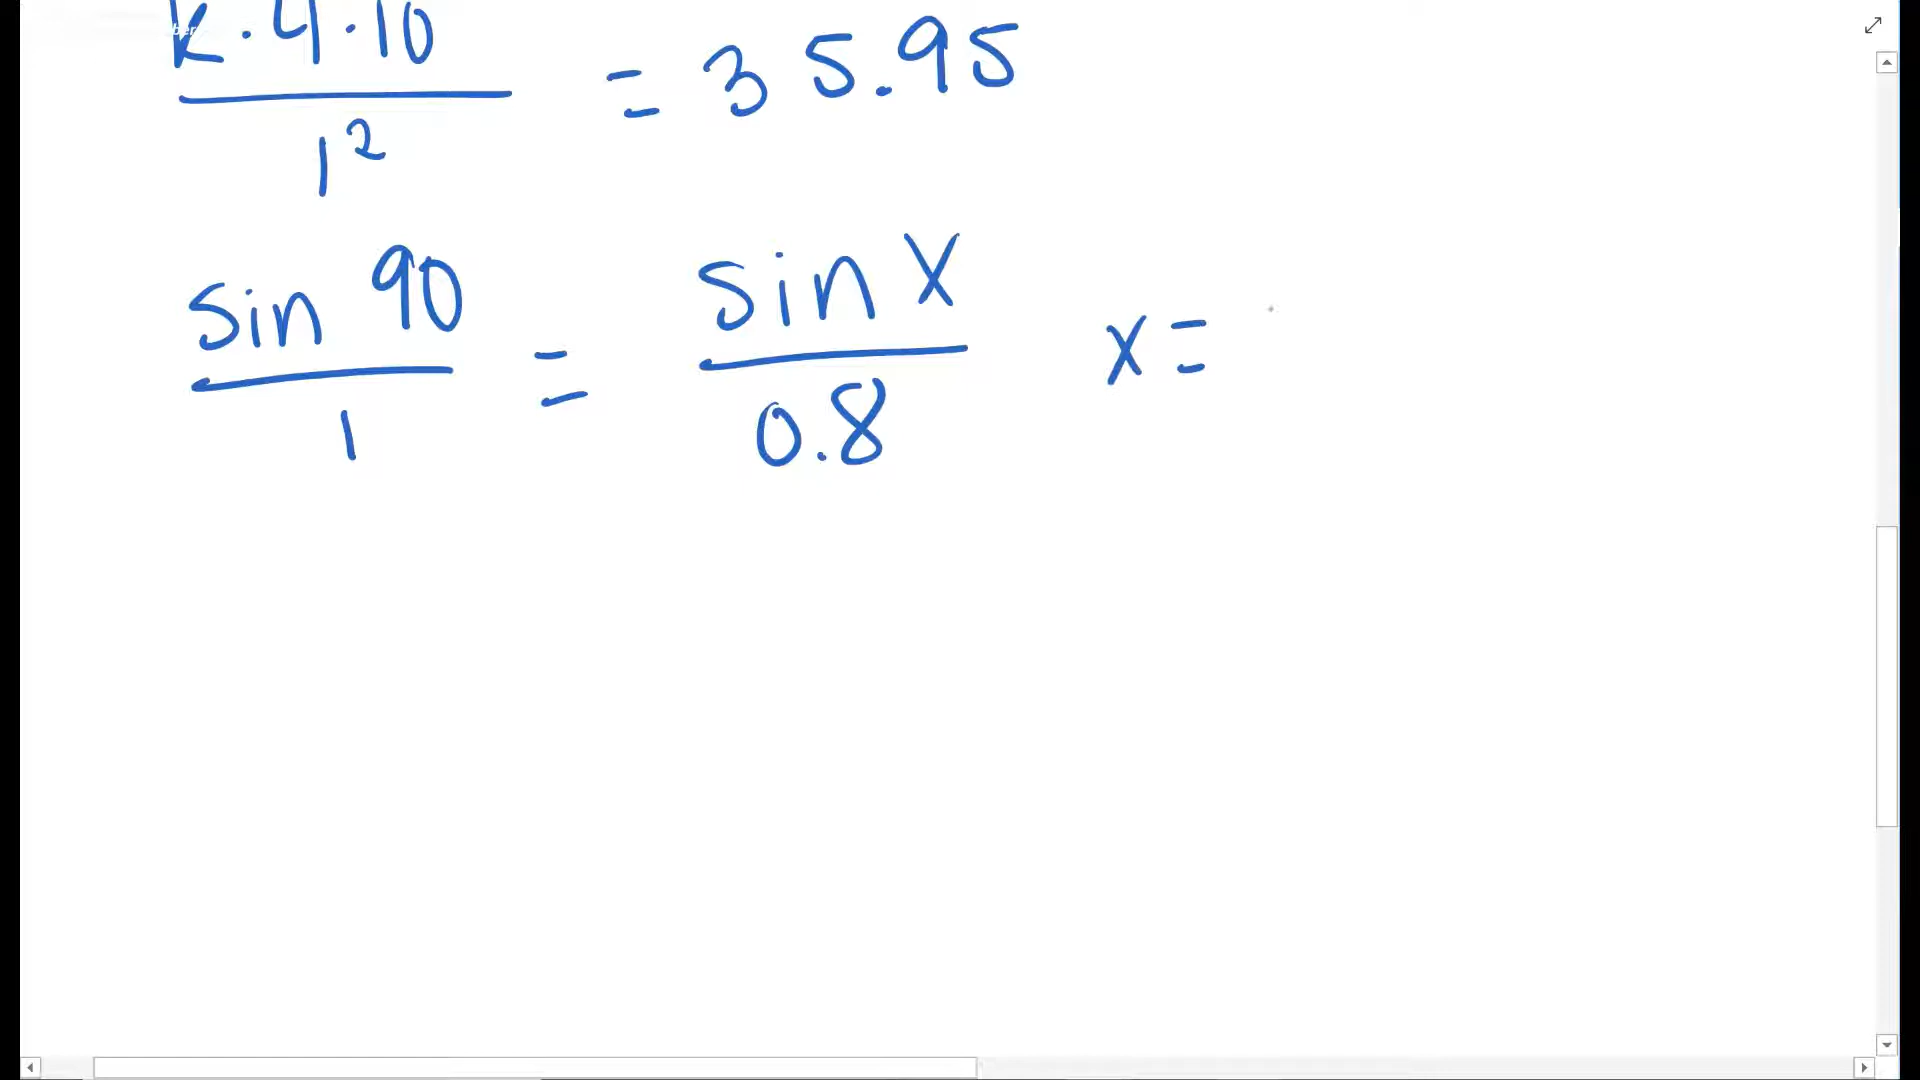 k·4·10
1²
= 35.95
sin 90
1
=
sin x
0.8
x =